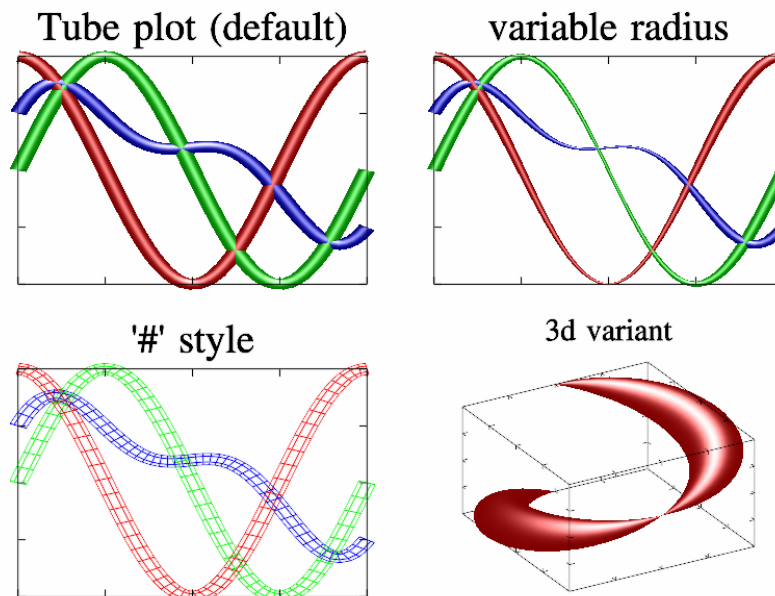 Tube plot (default)
variable radius
'#' style
3d variant